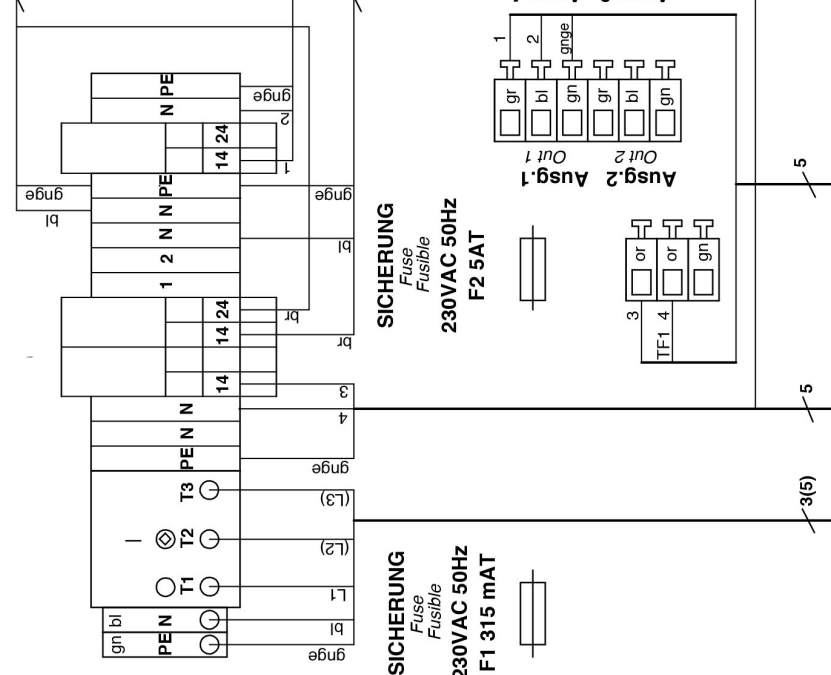 PE
N
24
14
PE
N
N
2
1
24
14
14
N
N
PE
T3
T2
T1
bl N
gn PE
gnge
2
1
gnge
bl
gnge
bl
br
br
3
4
gnge
(L3)
(L2)
L1
bl
gnge
SICHERUNG
Fuse
Fusible
230VAC 50Hz
F2 5AT
SICHERUNG
Fuse
Fusible
230VAC 50Hz
F1 315 mAT
1
2
gnge
gr
bl
gn
gr
bl
gn
Out 1
Out 2
Ausg.1
Ausg.2
or
or
gn
3
TF1 4
5
5
3(5)